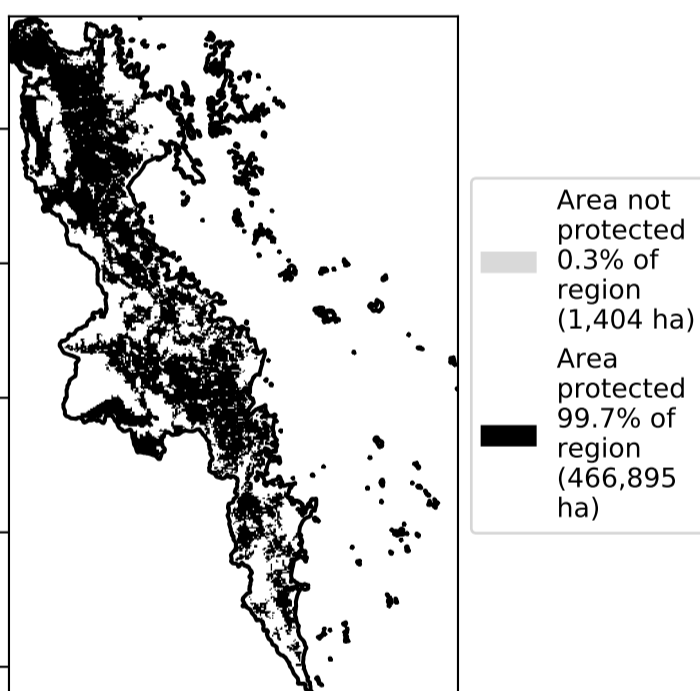 Area not
protected
0.3% of
region
(1,404 ha)
Area
protected
99.7% of
region
(466,895
ha)